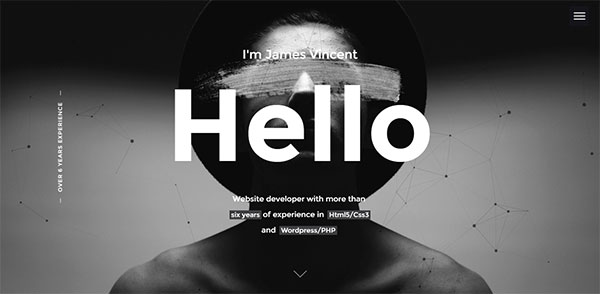 I'm James Vincent
Hello
— OVER 6 YEARS EXPERIENCE —
Website developer with more than
six years of experience in Html5/Css3
and Wordpress/PHP